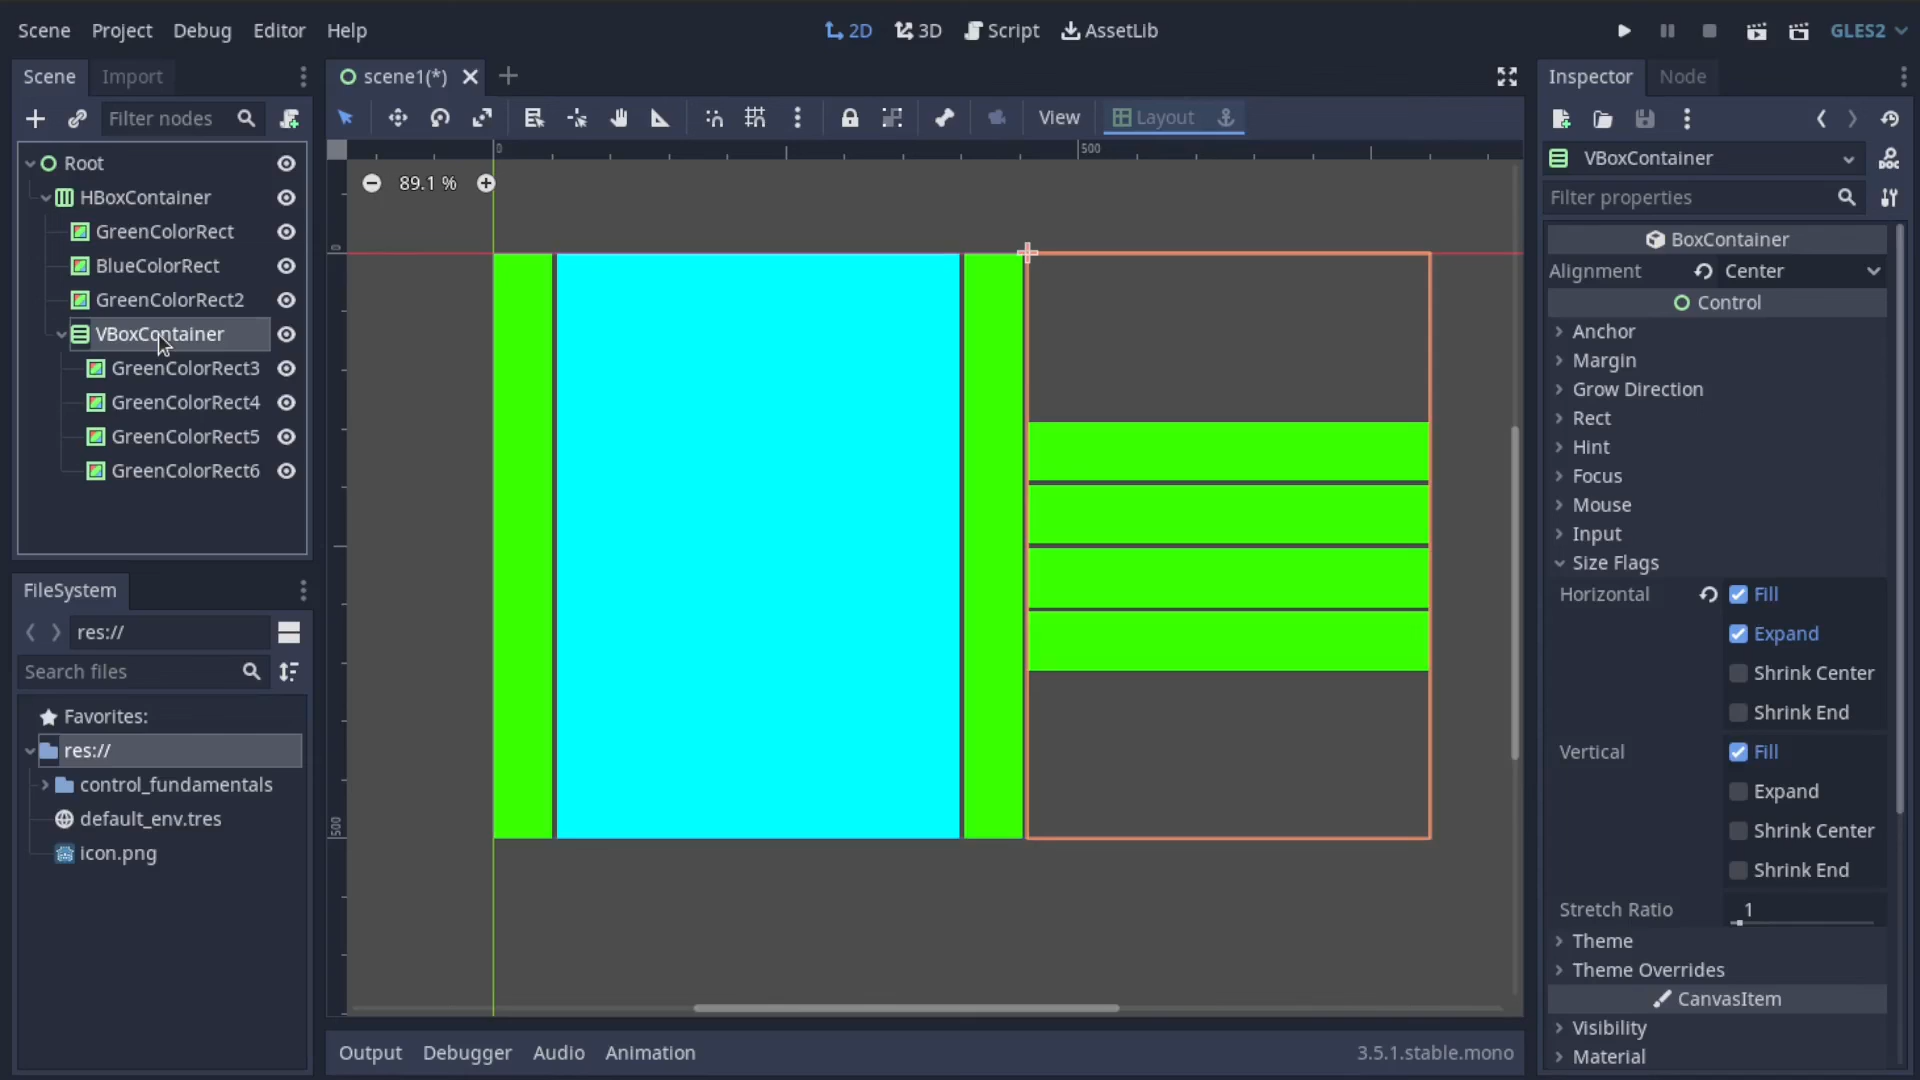 Scene Project Debug Editor Help
2D 3D Script AssetLib
GLES2
Scene Import
Filter nodes
Root
HBoxContainer
GreenColorRect
BlueColorRect
GreenColorRect2
VBoxContainer
GreenColorRect3
GreenColorRect4
GreenColorRect5
GreenColorRect6
FileSystem
res://
Search files
Favorites:
res://
control_fundamentals
default_env.tres
icon.png
scene1(*)
View Layout
0 500
0
500
89.1 %
Output Debugger Audio Animation
3.5.1.stable.mono
Inspector Node
VBoxContainer
DOC
Filter properties
BoxContainer
Alignment Center
Control
Anchor
Margin
Grow Direction
Rect
Hint
Focus
Mouse
Input
Size Flags
Horizontal Fill
Expand
Shrink Center
Shrink End
Vertical Fill
Expand
Shrink Center
Shrink End
Stretch Ratio 1
Theme
Theme Overrides
CanvasItem
Visibility
Material